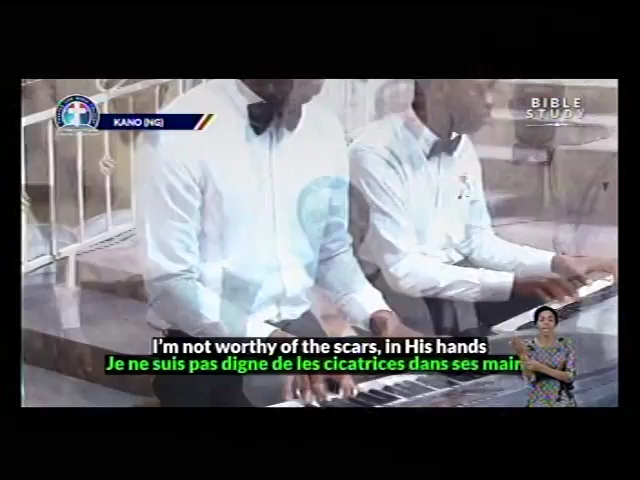 KANO (NG)
BIBLE
STUDY
I'm not worthy of the scars, in His hands
Je ne suis pas digne de les cicatrices dans ses main